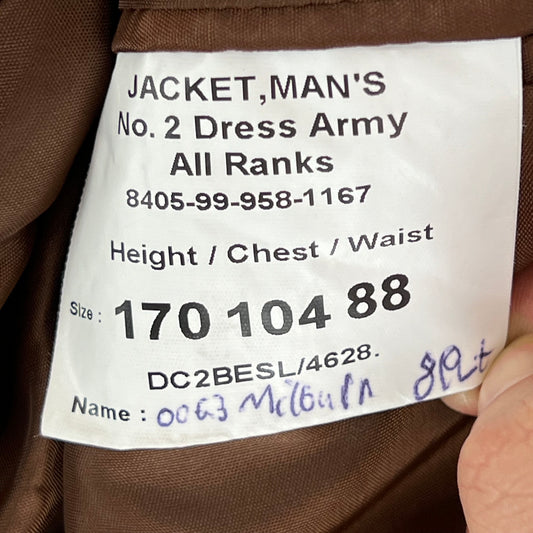 JACKET,MAN'S
No. 2 Dress Army
All Ranks
8405-99-958-1167
Height / Chest / Waist
Size : 170 104 88
DC2BESL/4628.
Name : 0063 Milburn